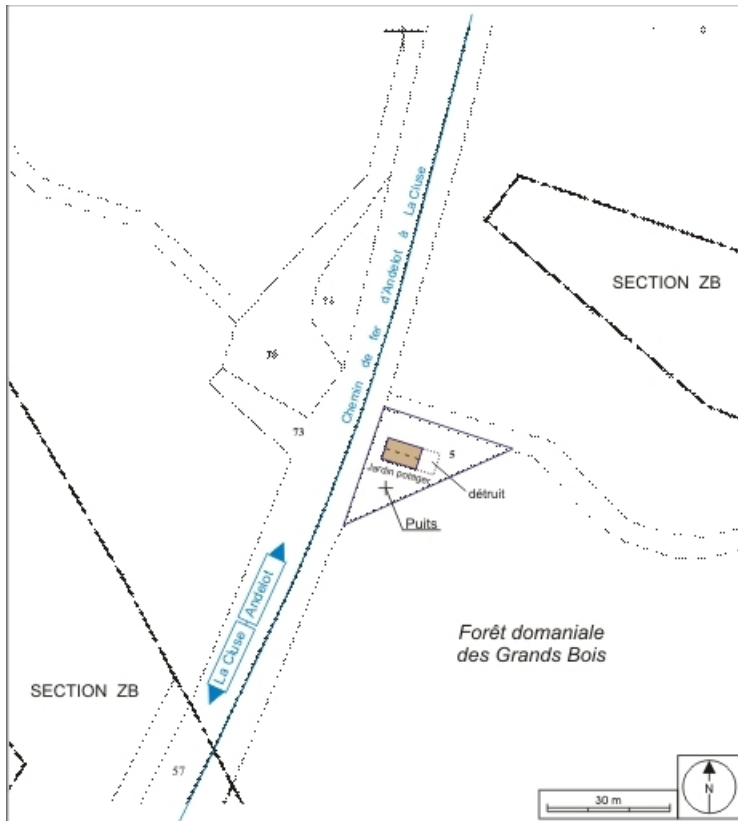 Chemin de fer d'Andelot à La Cluse
SECTION ZB
73
5
Jardin potager
détruit
Puits
Andelot
La Cluse
Forêt domaniale
des Grands Bois
SECTION ZB
57
30 m
N